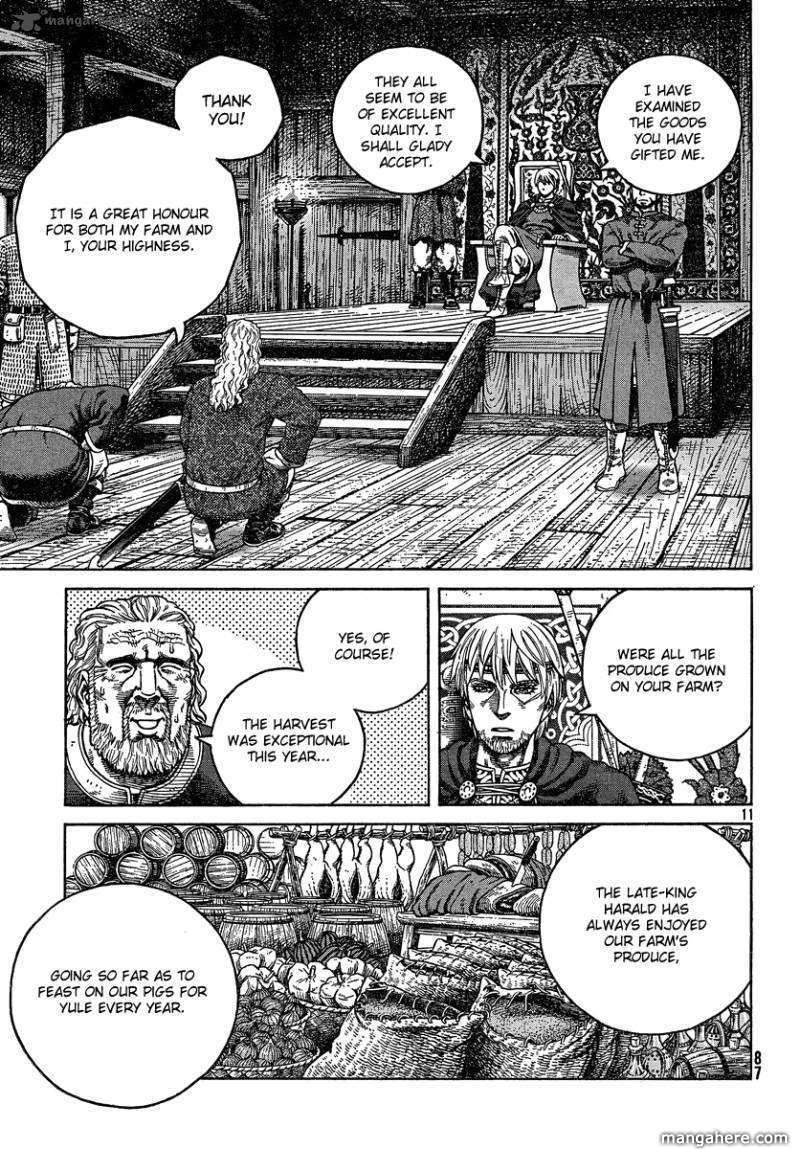 I HAVE
EXAMINED
THE GOODS
YOU HAVE
GIFTED ME.
THEY ALL
SEEM TO BE
OF EXCELLENT
QUALITY. I
SHALL GLADY
ACCEPT.
THANK
YOU!
IT IS A GREAT HONOUR
FOR BOTH MY FARM AND
I, YOUR HIGHNESS.
WERE ALL THE
PRODUCE GROWN
ON YOUR FARM?
YES, OF
COURSE!
THE HARVEST
WAS EXCEPTIONAL
THIS YEAR...
11
THE LATE-KING
HARALD HAS
ALWAYS ENJOYED
OUR FARM'S
PRODUCE,
GOING SO FAR AS TO
FEAST ON OUR PIGS FOR
YULE EVERY YEAR.
87
mangahere.com